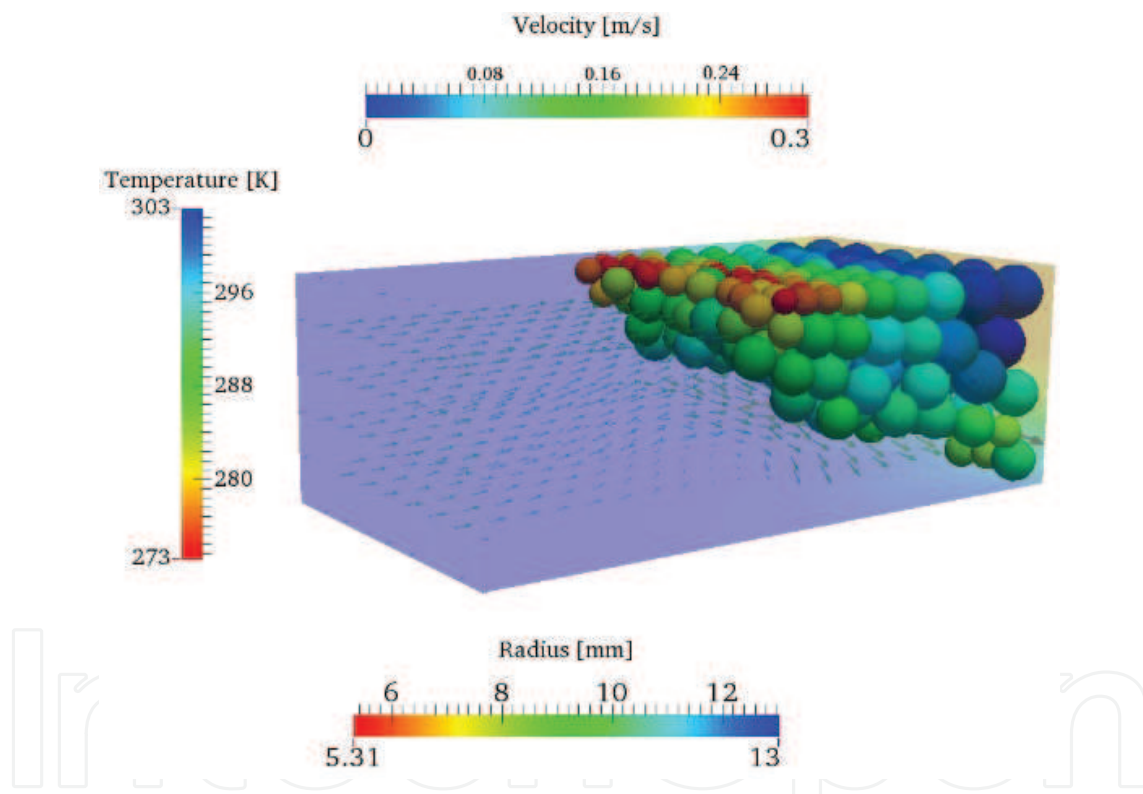 Velocity [m/s]
0.08 0.16 0.24
0 0.3
Temperature [K]
303
296
288
280
273
Radius [mm]
6 8 10 12
5.31 13
IntechOpen